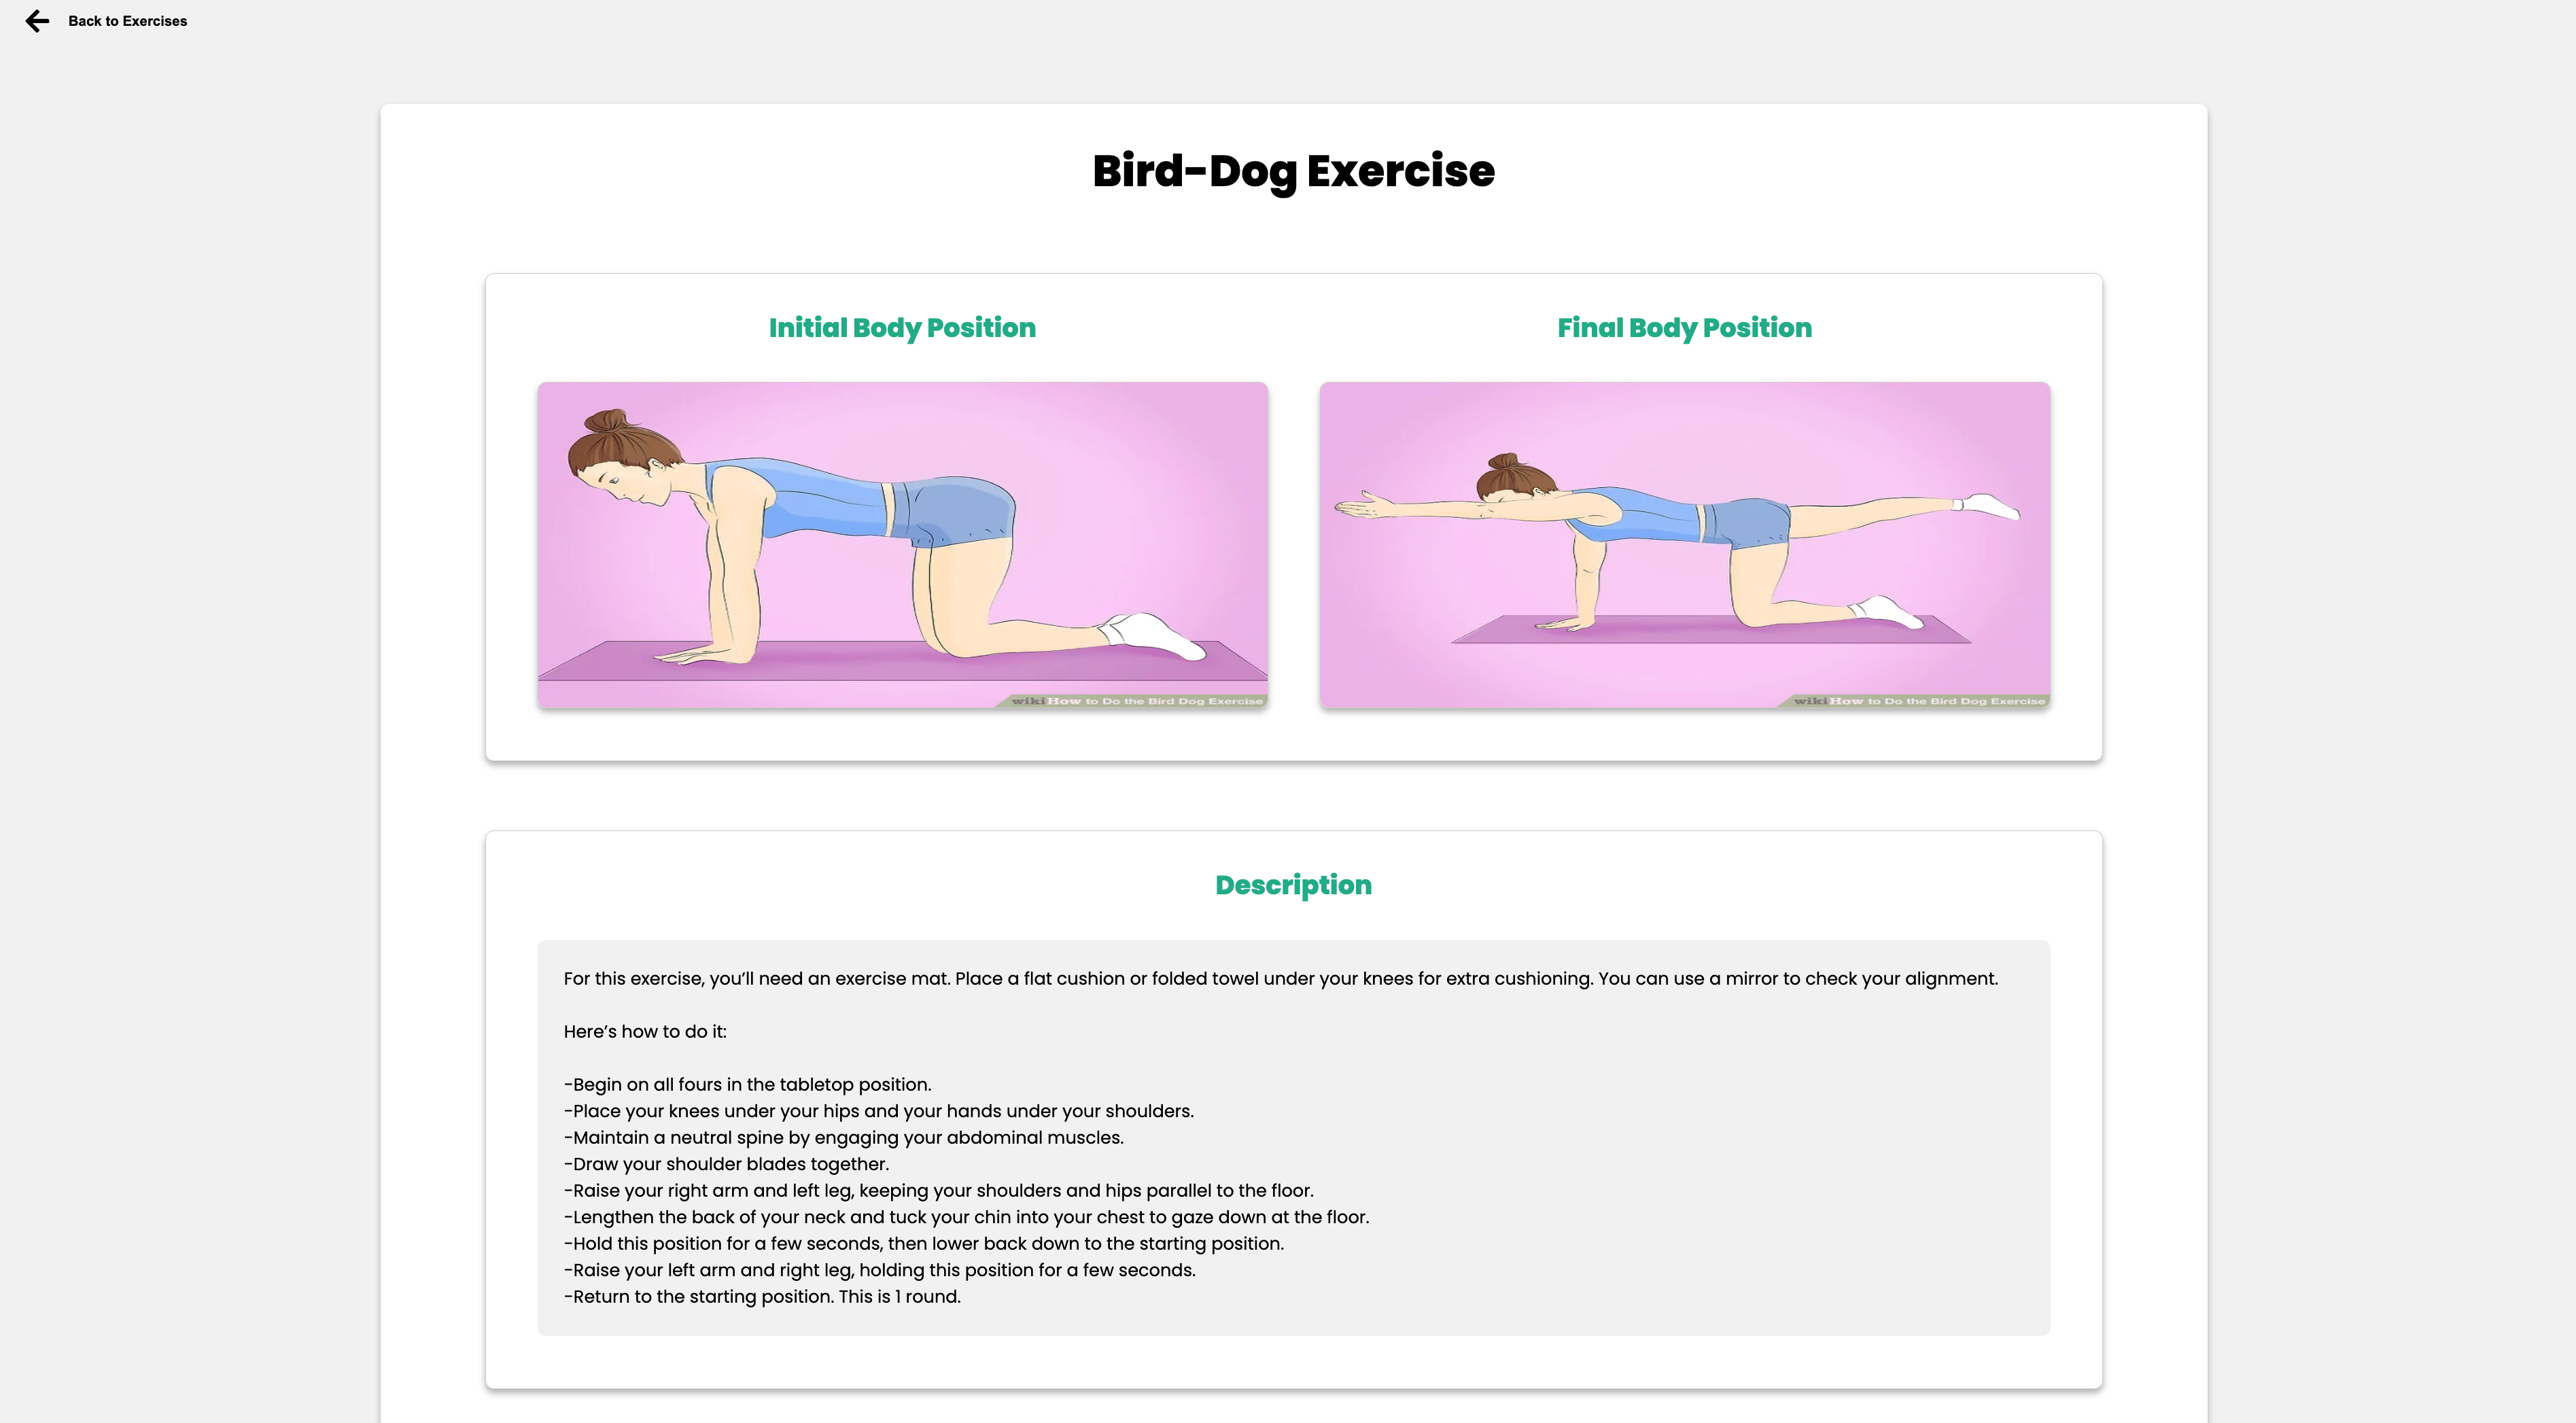 Back to Exercises
Bird-Dog Exercise
Initial Body Position
Final Body Position
wikiHow to Do the Bird Dog Exercise
wikiHow to Do the Bird Dog Exercise
Description
For this exercise, you’ll need an exercise mat. Place a flat cushion or folded towel under your knees for extra cushioning. You can use a mirror to check your alignment.
Here’s how to do it:
-Begin on all fours in the tabletop position.
-Place your knees under your hips and your hands under your shoulders.
-Maintain a neutral spine by engaging your abdominal muscles.
-Draw your shoulder blades together.
-Raise your right arm and left leg, keeping your shoulders and hips parallel to the floor.
-Lengthen the back of your neck and tuck your chin into your chest to gaze down at the floor.
-Hold this position for a few seconds, then lower back down to the starting position.
-Raise your left arm and right leg, holding this position for a few seconds.
-Return to the starting position. This is 1 round.